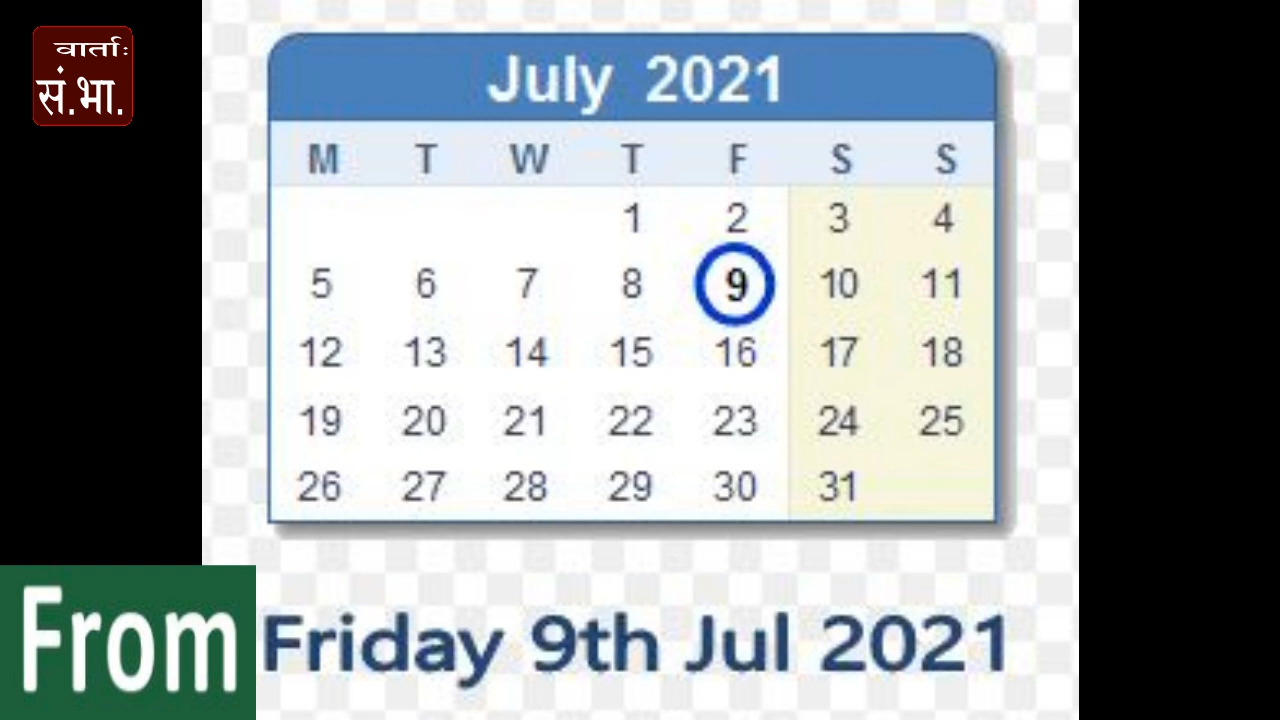 वार्ताः
सं.भा.
July 2021
M T W T F S S
1 2 3 4
5 6 7 8 9 10 11
12 13 14 15 16 17 18
19 20 21 22 23 24 25
26 27 28 29 30 31
From Friday 9th Jul 2021